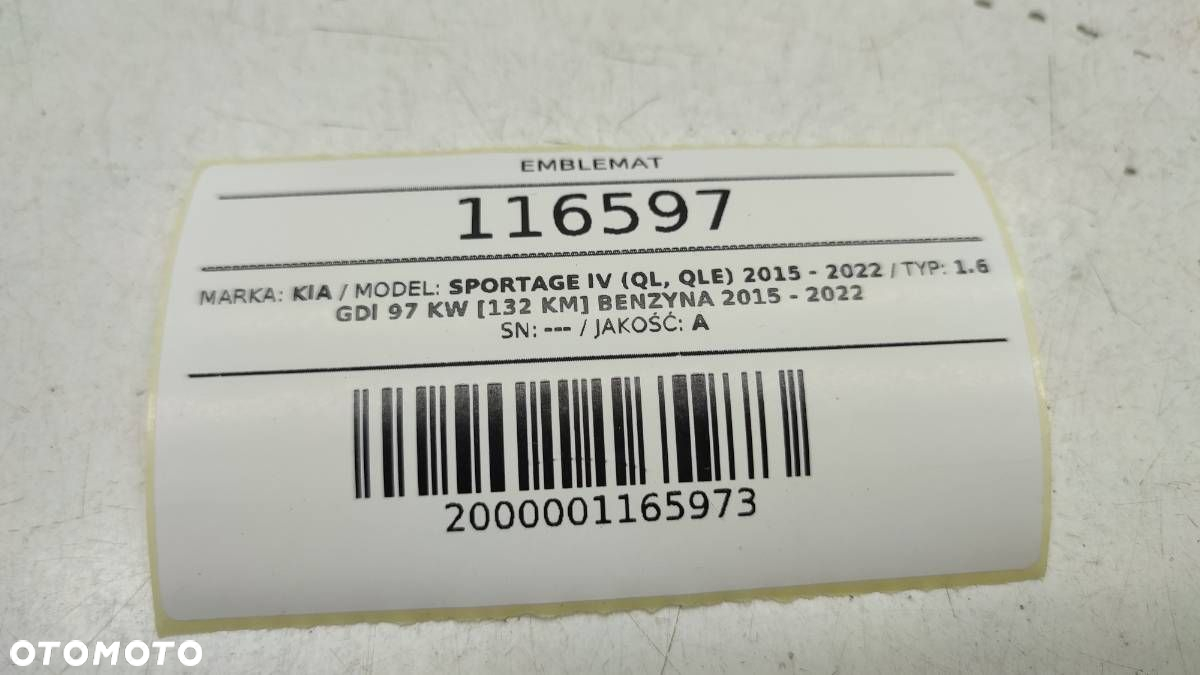 EMBLEMAT
116597
MARKA: KIA / MODEL: SPORTAGE IV (QL, QLE) 2015 - 2022 / TYP: 1.6
GDI 97 KW [132 KM] BENZYNA 2015 - 2022
SN: --- / JAKOŚĆ: A
2000001165973
OTOMOTO